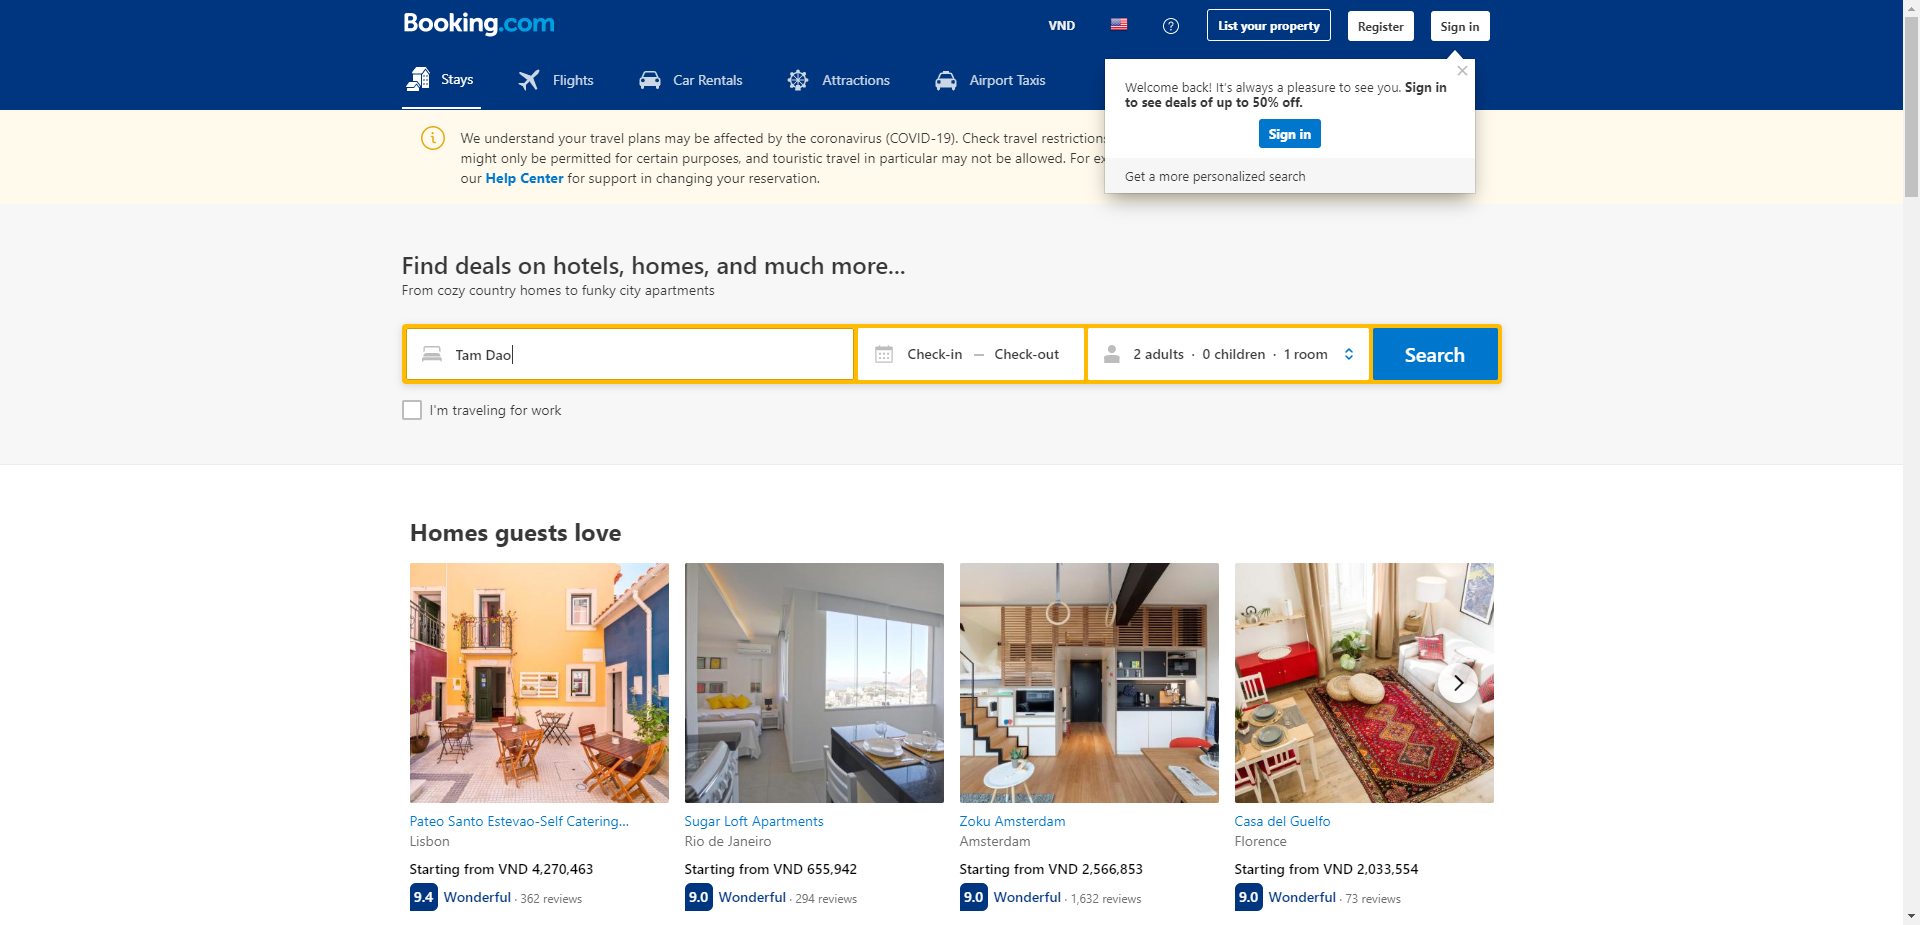 Booking.com
VND
List your property
Register
Sign in
Stays
Flights
Car Rentals
Attractions
Airport Taxis
Welcome back! It's always a pleasure to see you. Sign in
to see deals of up to 50% off.
Sign in
Get a more personalized search
We understand your travel plans may be affected by the coronavirus (COVID-19). Check travel restrictions
might only be permitted for certain purposes, and touristic travel in particular may not be allowed. For ex
our Help Center for support in changing your reservation.
Find deals on hotels, homes, and much more...
From cozy country homes to funky city apartments
Tam Dao
Check-in — Check-out
2 adults · 0 children · 1 room
Search
I'm traveling for work
Homes guests love
Pateo Santo Estevao-Self Catering...
Lisbon
Starting from VND 4,270,463
9.4 Wonderful · 362 reviews
Sugar Loft Apartments
Rio de Janeiro
Starting from VND 655,942
9.0 Wonderful · 294 reviews
Zoku Amsterdam
Amsterdam
Starting from VND 2,566,853
9.0 Wonderful · 1,632 reviews
Casa del Guelfo
Florence
Starting from VND 2,033,554
9.0 Wonderful · 73 reviews